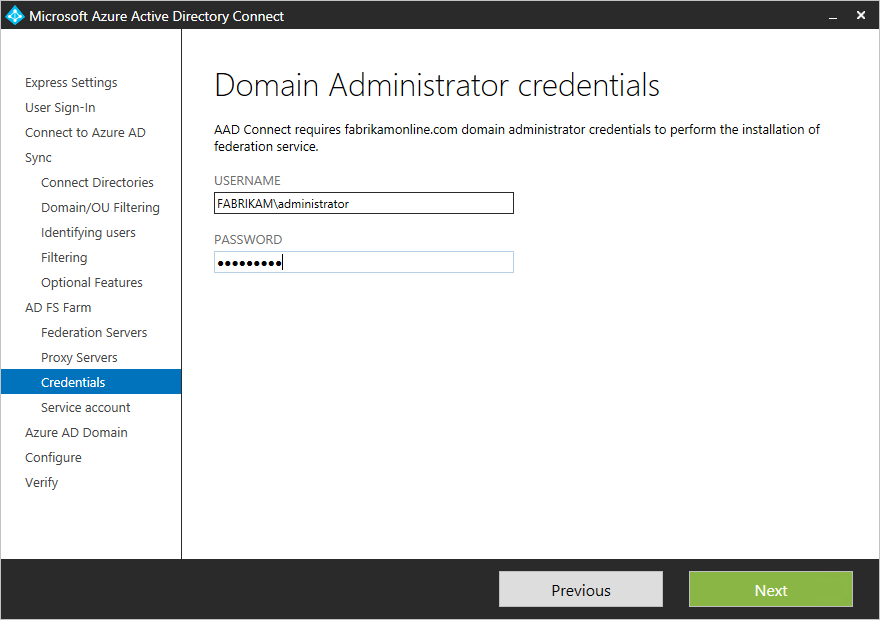 Microsoft Azure Active Directory Connect
Express Settings
User Sign-In
Connect to Azure AD
Sync
Connect Directories
Domain/OU Filtering
Identifying users
Filtering
Optional Features
AD FS Farm
Federation Servers
Proxy Servers
Credentials
Service account
Azure AD Domain
Configure
Verify
Domain Administrator credentials
AAD Connect requires fabrikamonline.com domain administrator credentials to perform the installation of
federation service.
USERNAME
FABRIKAM\administrator
PASSWORD
●●●●●●●●●
Previous
Next